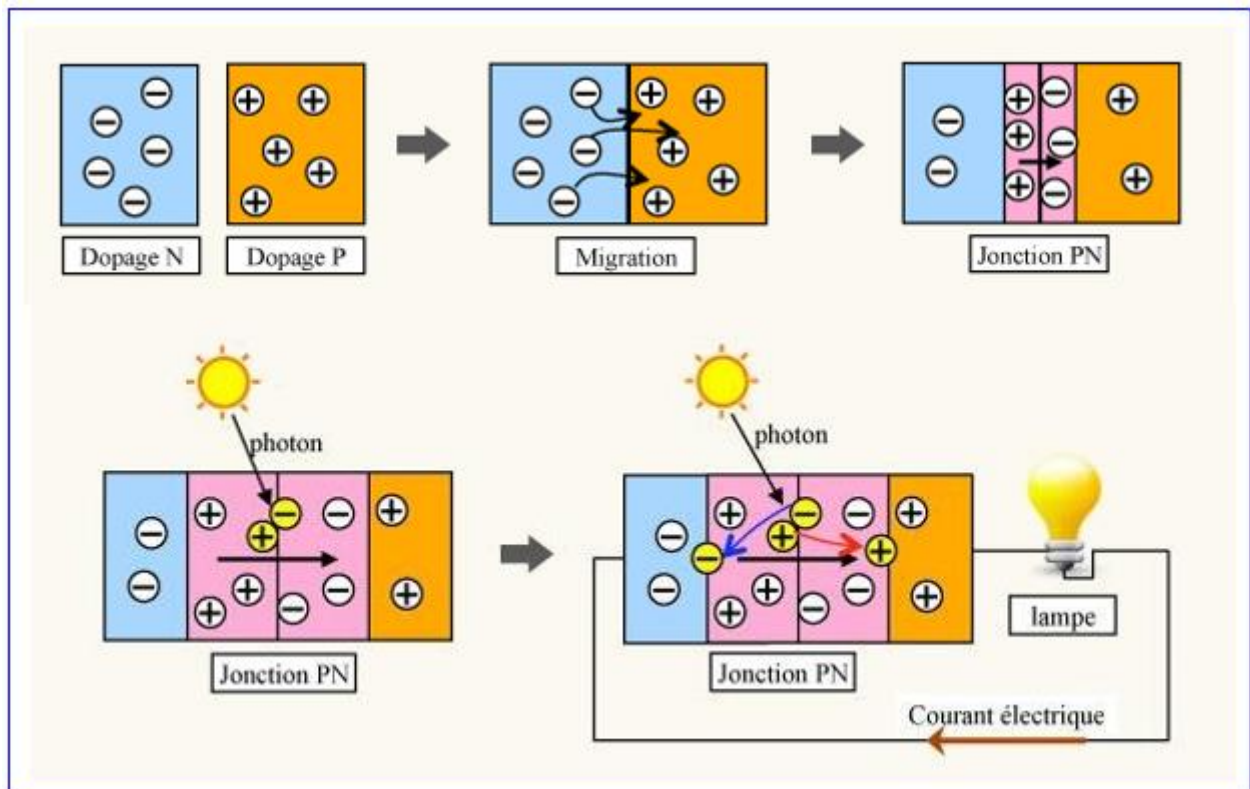 Dopage N
Dopage P
Migration
Jonction PN
photon
photon
Jonction PN
Jonction PN
lampe
Courant électrique